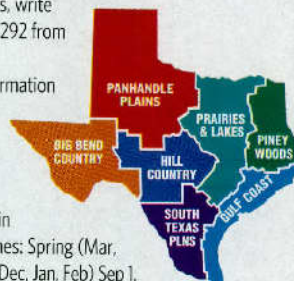 s, write
292 from
rmation
PANHANDLE
PLAINS
PRAIRIES
& LAKES
PINEY
WOODS
BIG BEND
COUNTRY
HILL
COUNTRY
GULF COAST
SOUTH
TEXAS
PLNS
in
nes: Spring (Mar,
Dec, Jan, Feb) Sep 1.